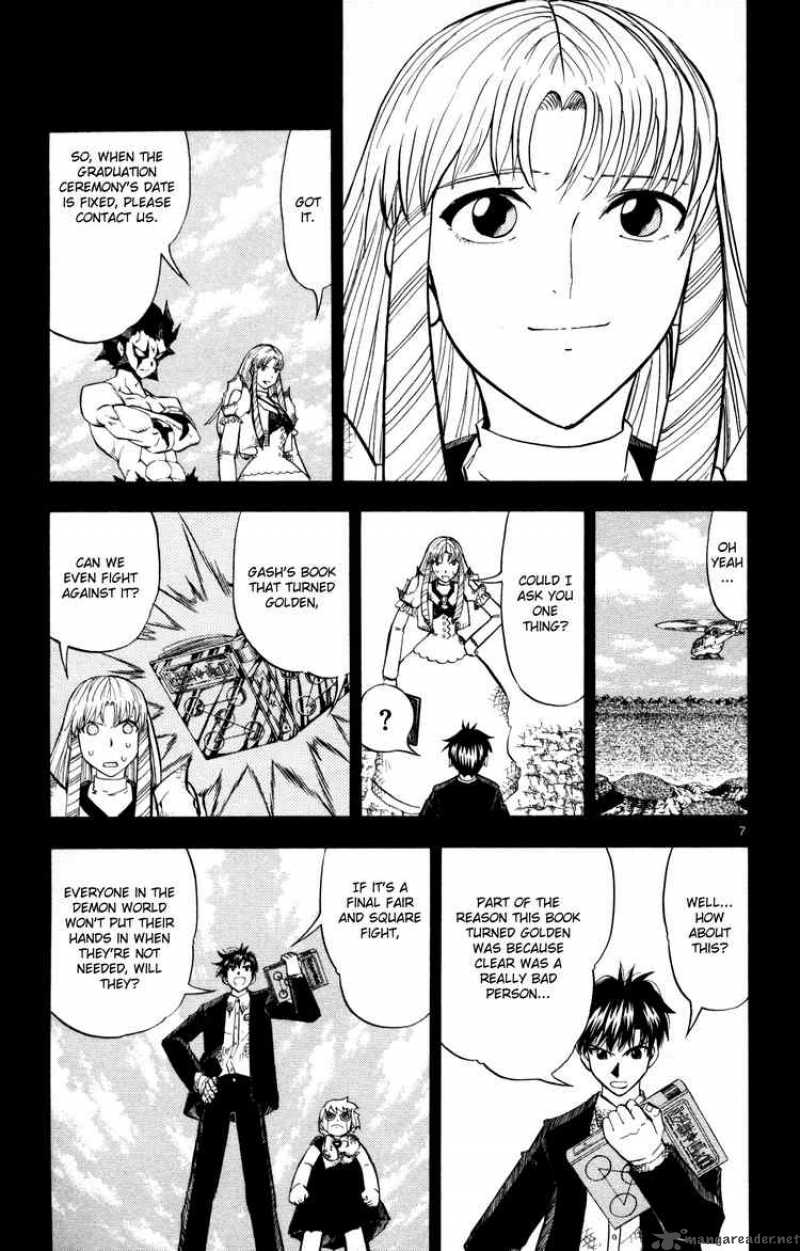 GOT
IT.
SO, WHEN THE
GRADUATION
CEREMONY'S DATE
IS FIXED, PLEASE
CONTACT US.
OH
YEAH
...
COULD I
ASK YOU
ONE
THING?
?
GASH'S BOOK
THAT TURNED
GOLDEN,
CAN WE
EVEN FIGHT
AGAINST IT?
7
WELL...
HOW
ABOUT
THIS?
PART OF THE
REASON THIS BOOK
TURNED GOLDEN
WAS BECAUSE
CLEAR WAS A
REALLY BAD
PERSON...
IF IT'S A
FINAL FAIR
AND SQUARE
FIGHT,
EVERYONE IN THE
DEMON WORLD
WON'T PUT THEIR
HANDS IN WHEN
THEY'RE NOT
NEEDED, WILL
THEY?
mangareader.net